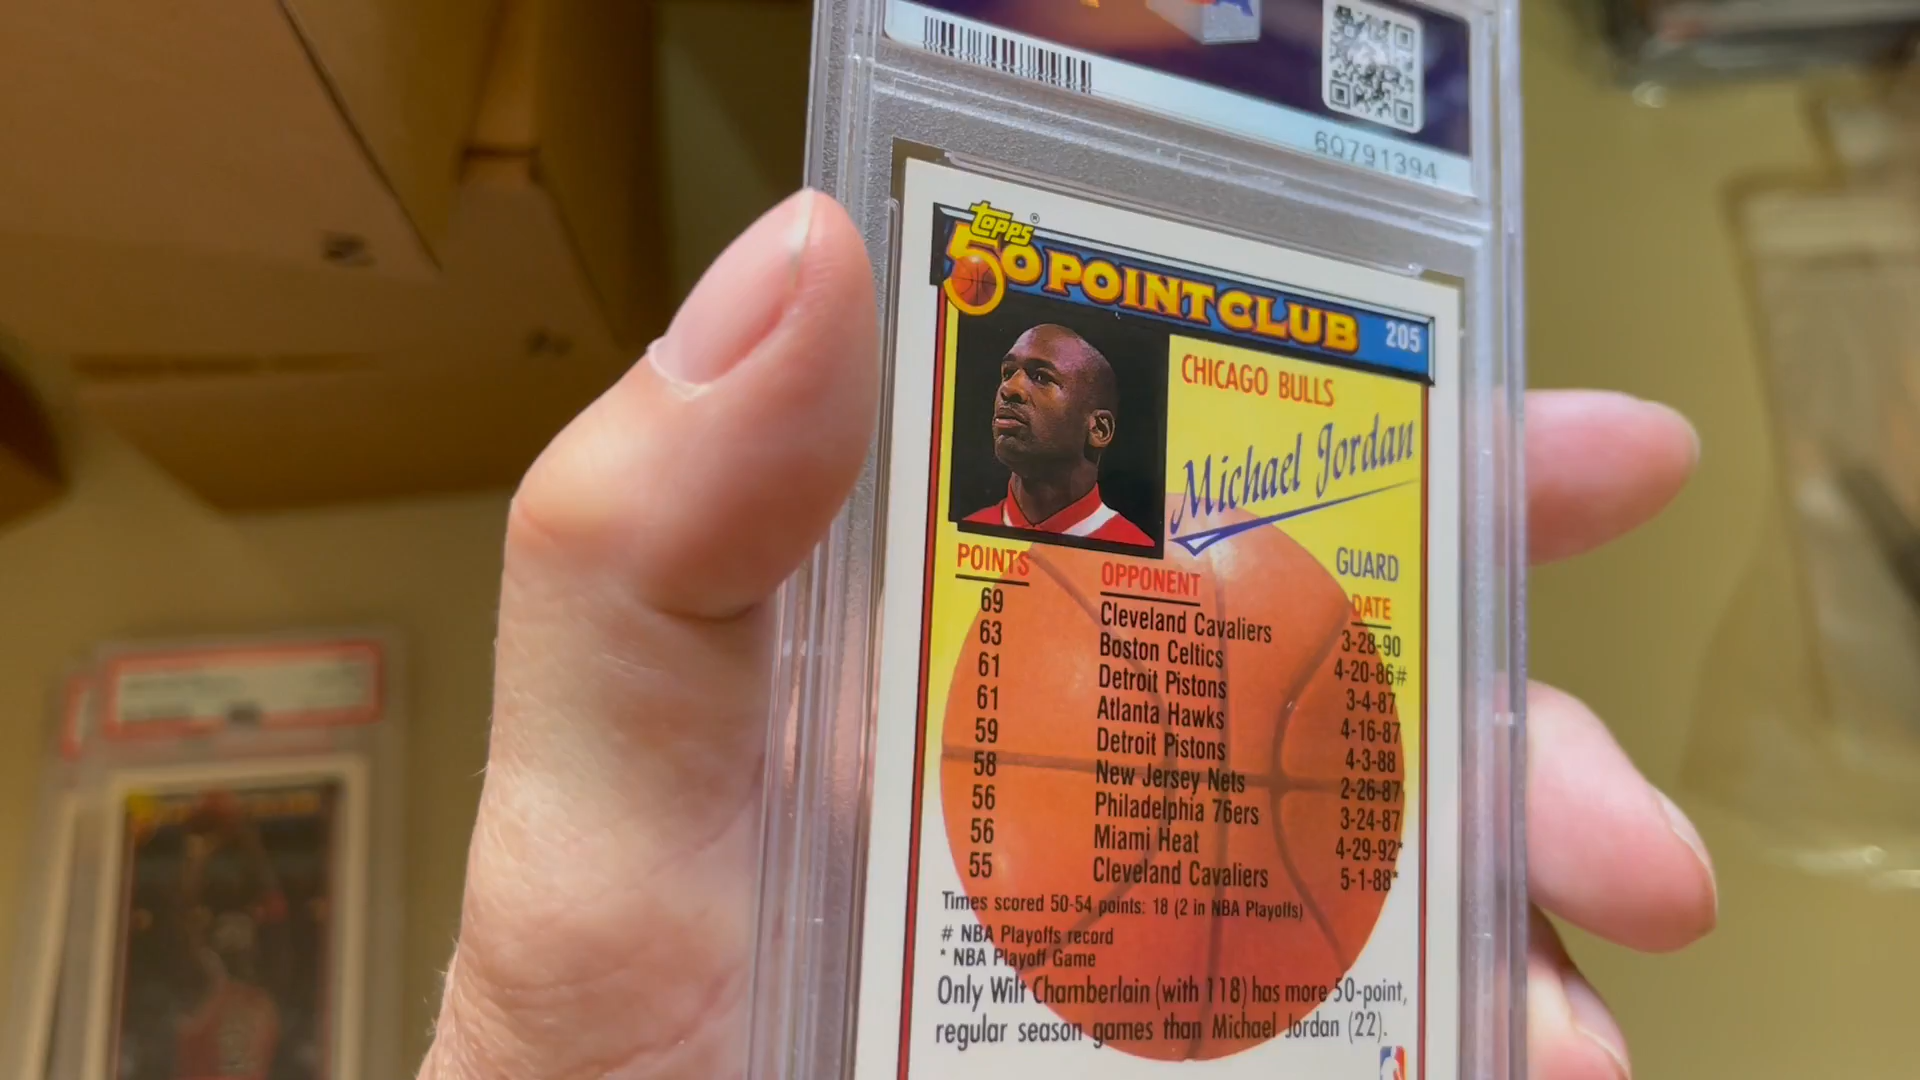 60791394
Topps®
50 POINT CLUB 205
CHICAGO BULLS
Michael Jordan
GUARD
POINTS OPPONENT DATE
69 Cleveland Cavaliers 3-28-90
63 Boston Celtics 4-20-86#
61 Detroit Pistons 3-4-87
61 Atlanta Hawks 4-16-87
59 Detroit Pistons 4-3-88
58 New Jersey Nets 2-26-87
56 Philadelphia 76ers 3-24-87
56 Miami Heat 4-29-92*
55 Cleveland Cavaliers 5-1-88*
Times scored 50-54 points: 18 (2 in NBA Playoffs)
# NBA Playoffs record
* NBA Playoff Game
Only Wilt Chamberlain (with 118) has more 50-point,
regular season games than Michael Jordan (22).